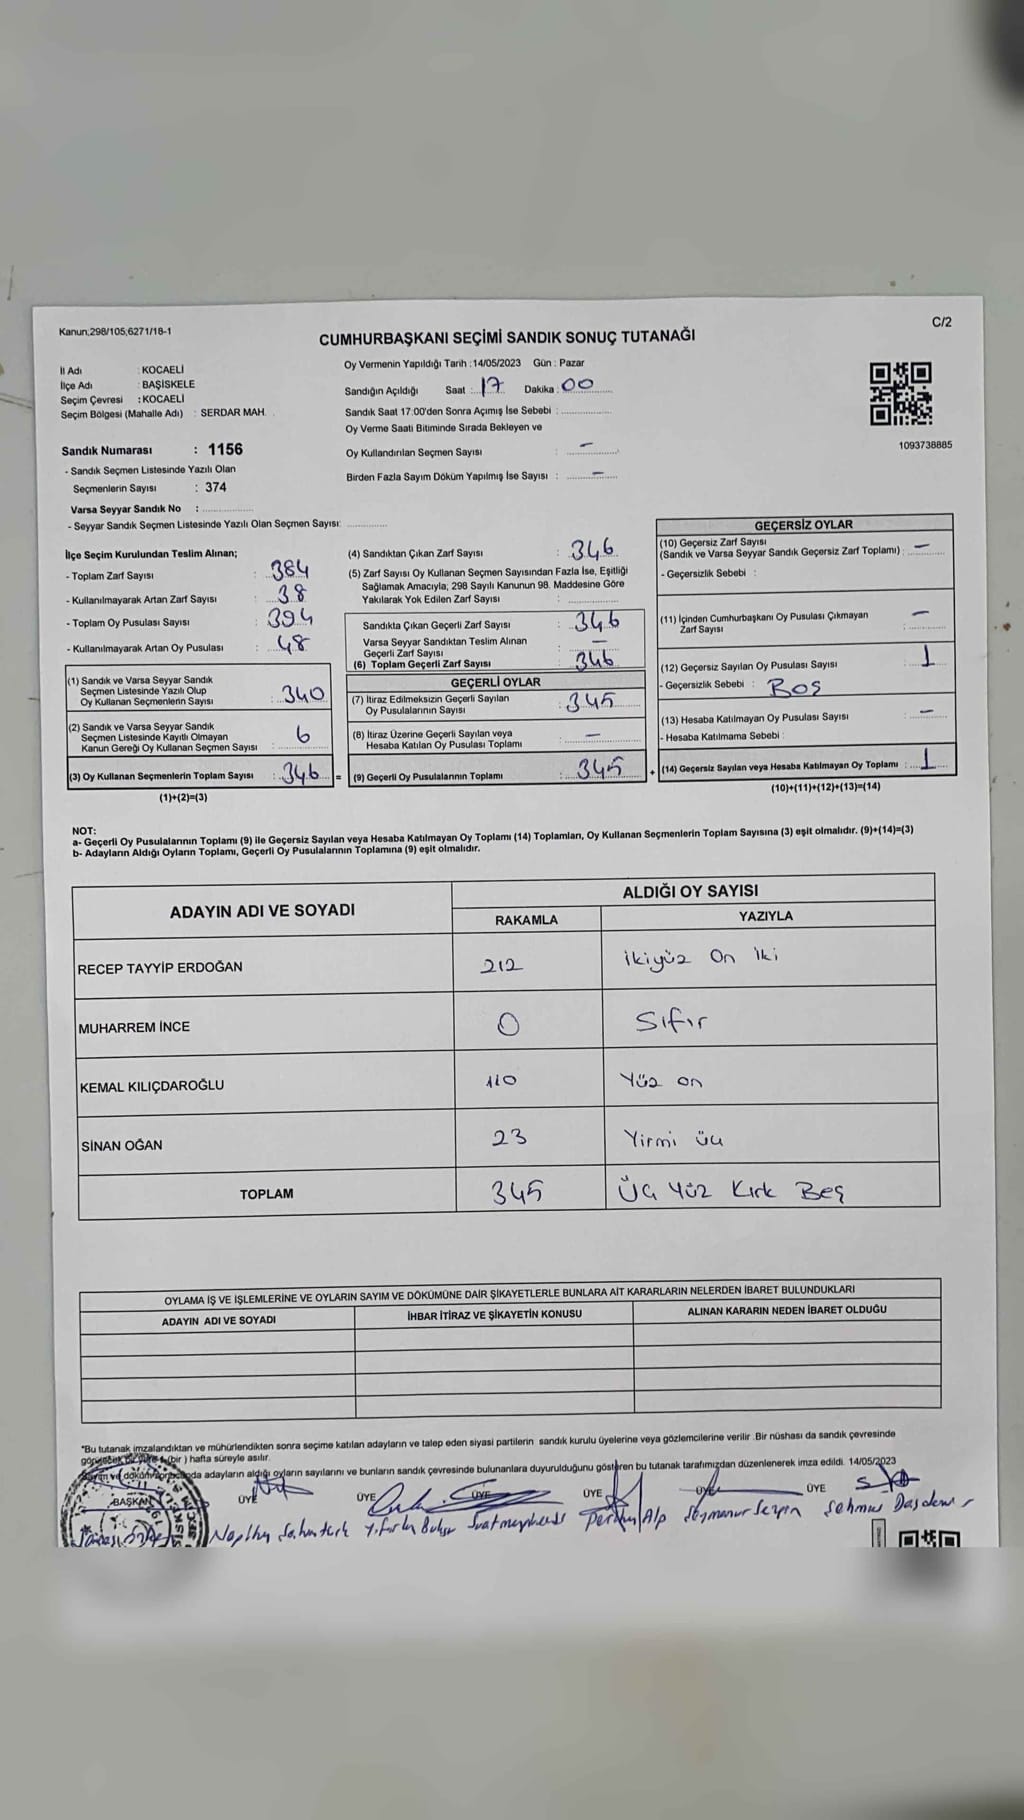 Kanun;298/105,6271/18-1
C/2
CUMHURBAŞKANI SEÇİMİ SANDIK SONUÇ TUTANAĞI
İl Adı : KOCAELİ
İlçe Adı : BAŞİSKELE
Seçim Çevresi : KOCAELİ
Seçim Bölgesi (Mahalle Adı) : SERDAR MAH.
Oy Vermenin Yapıldığı Tarih :14/05/2023 Gün : Pazar
Sandığın Açıldığı Saat : 17 Dakika : 00
Sandık Saat 17:00'den Sonra Açımış İse Sebebi :
Oy Verme Saati Bitiminde Sırada Bekleyen ve
Oy Kullandırılan Seçmen Sayısı : –
Birden Fazla Sayım Döküm Yapılmış İse Sayısı : –
1093738885
Sandık Numarası : 1156
- Sandık Seçmen Listesinde Yazılı Olan
Seçmenlerin Sayısı : 374
Varsa Seyyar Sandık No :
- Seyyar Sandık Seçmen Listesinde Yazılı Olan Seçmen Sayısı:
İlçe Seçim Kurulundan Teslim Alınan;
- Toplam Zarf Sayısı : 384
- Kullanılmayarak Artan Zarf Sayısı : 38
- Toplam Oy Pusulası Sayısı : 394
- Kullanılmayarak Artan Oy Pusulası : 48
(1) Sandık ve Varsa Seyyar Sandık
Seçmen Listesinde Yazılı Olup
Oy Kullanan Seçmenlerin Sayısı : 340
(2) Sandık ve Varsa Seyyar Sandık
Seçmen Listesinde Kayıtlı Olmayan
Kanun Gereği Oy Kullanan Seçmen Sayısı : 6
(3) Oy Kullanan Seçmenlerin Toplam Sayısı : 346 =
(1)+(2)=(3)
(4) Sandıktan Çıkan Zarf Sayısı : 346
(5) Zarf Sayısı Oy Kullanan Seçmen Sayısından Fazla İse, Eşitliği
Sağlamak Amacıyla; 298 Sayılı Kanunun 98. Maddesine Göre
Yakılarak Yok Edilen Zarf Sayısı :
Sandıkta Çıkan Geçerli Zarf Sayısı : 346
Varsa Seyyar Sandıktan Teslim Alınan
Geçerli Zarf Sayısı : –
(6) Toplam Geçerli Zarf Sayısı : 346
GEÇERLİ OYLAR
(7) İtiraz Edilmeksizin Geçerli Sayılan
Oy Pusulalarının Sayısı : 345
(8) İtiraz Üzerine Geçerli Sayılan veya
Hesaba Katılan Oy Pusulası Toplamı : –
(9) Geçerli Oy Pusulalarının Toplamı : 345 +
GEÇERSİZ OYLAR
(10) Geçersiz Zarf Sayısı
(Sandık ve Varsa Seyyar Sandık Geçersiz Zarf Toplamı) : –
- Geçersizlik Sebebi :
(11) İçinden Cumhurbaşkanı Oy Pusulası Çıkmayan
Zarf Sayısı : –
(12) Geçersiz Sayılan Oy Pusulası Sayısı : 1
- Geçersizlik Sebebi : Boş
(13) Hesaba Katılmayan Oy Pusulası Sayısı : –
- Hesaba Katılmama Sebebi :
(14) Geçersiz Sayılan veya Hesaba Katılmayan Oy Toplamı : 1
(10)+(11)+(12)+(13)=(14)
NOT:
a- Geçerli Oy Pusulalarının Toplamı (9) ile Geçersiz Sayılan veya Hesaba Katılmayan Oy Toplamı (14) Toplamları, Oy Kullanan Seçmenlerin Toplam Sayısına (3) eşit olmalıdır. (9)+(14)=(3)
b- Adayların Aldığı Oyların Toplamı, Geçerli Oy Pusulalarının Toplamına (9) eşit olmalıdır.
ADAYIN ADI VE SOYADI
ALDIĞI OY SAYISI
RAKAMLA YAZIYLA
RECEP TAYYİP ERDOĞAN 212 İkiyüz On iki
MUHARREM İNCE 0 Sıfır
KEMAL KILIÇDAROĞLU 110 Yüz on
SİNAN OĞAN 23 Yirmi üç
TOPLAM 345 Üç Yüz Kırk Beş
OYLAMA İŞ VE İŞLEMLERİNE VE OYLARIN SAYIM VE DÖKÜMÜNE DAİR ŞİKAYETLERLE BUNLARA AİT KARARLARIN NELERDEN İBARET BULUNDUKLARI
ADAYIN ADI VE SOYADI İHBAR İTİRAZ VE ŞİKAYETİN KONUSU ALINAN KARARIN NEDEN İBARET OLDUĞU
*Bu tutanak imzalandıktan ve mühürlendikten sonra seçime katılan adayların ve talep eden siyasi partilerin sandık kurulu üyelerine veya gözlemcilerine verilir .Bir nüshası da sandık çevresinde
(bir ) hafta süreyle asılır.
adayların aldığı oyların sayılarını ve bunların sandık çevresinde bulunanlara duyurulduğunu gösteren bu tutanak tarafımızdan düzenlenerek imza edildi. 14/05/2023
BAŞKAN ÜYE ÜYE ÜYE ÜYE ÜYE ÜYE
Alp